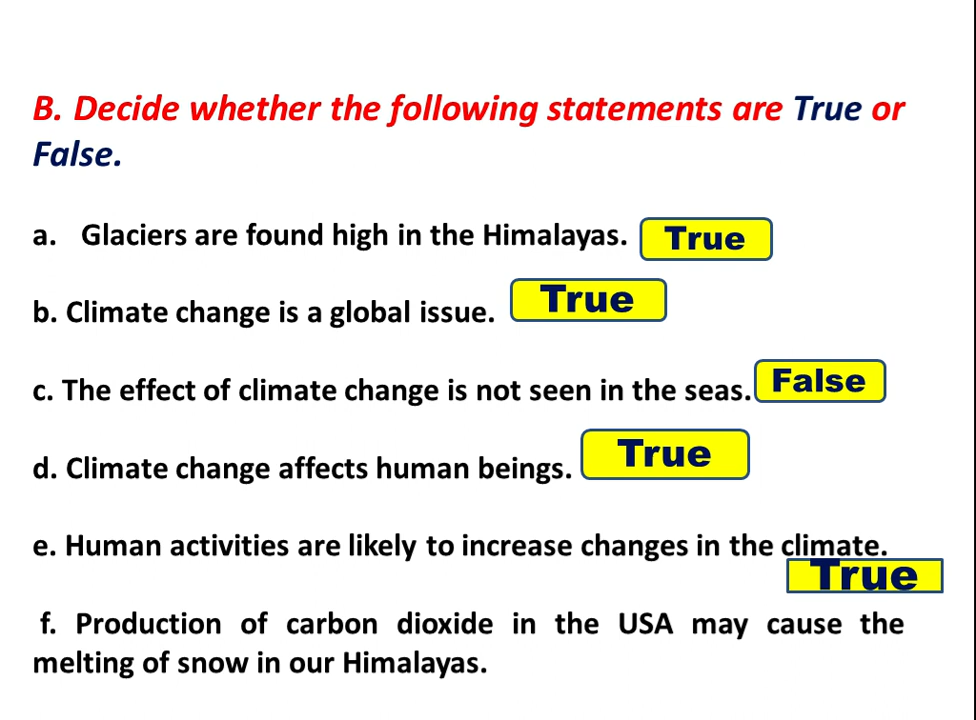 B. Decide whether the following statements are True or
False.
a. Glaciers are found high in the Himalayas. True
b. Climate change is a global issue. True
c. The effect of climate change is not seen in the seas. False
d. Climate change affects human beings. True
e. Human activities are likely to increase changes in the climate.
True
f. Production of carbon dioxide in the USA may cause the
melting of snow in our Himalayas.